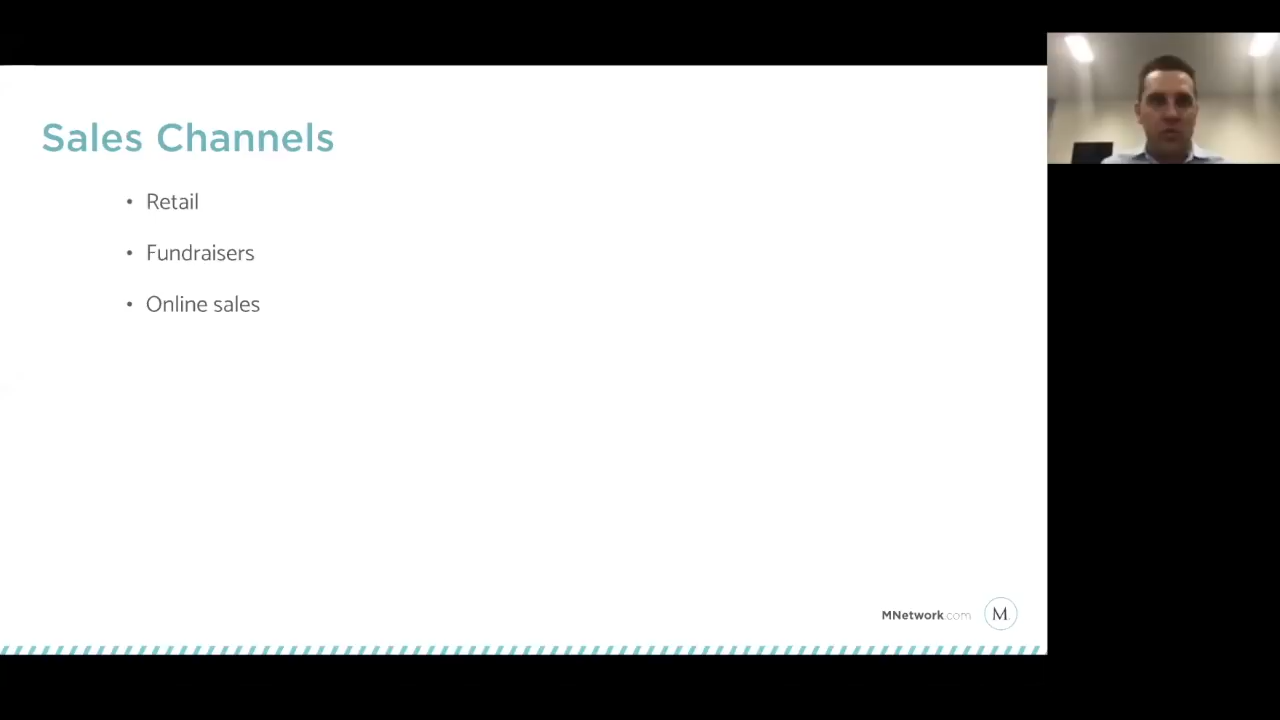 Sales Channels
• Retail
• Fundraisers
• Online sales
MNetwork.com M.